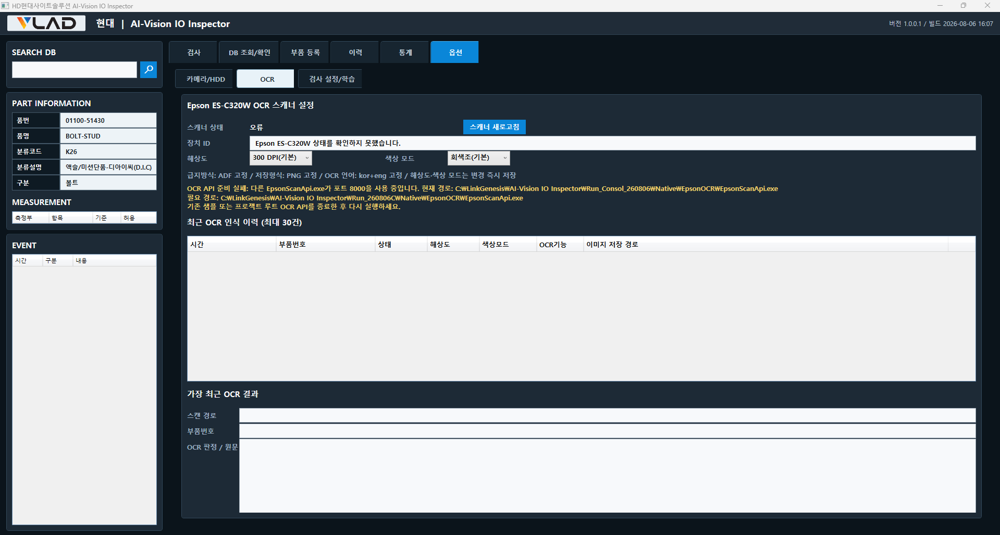 HD현대사이트솔루션 AI-Vision IO Inspector
VLAD 현대 | AI-Vision IO Inspector
버전 1.0.0.1 / 빌드 2026-08-06 16:07
SEARCH DB
PART INFORMATION
품번 01100-51430
품명 BOLT-STUD
분류코드 K26
분류설명 액슬/미션단품-디아이씨(D.I.C)
구분 볼트
MEASUREMENT
측정부 항목 기준 허용
EVENT
시간 구분 내용
검사 DB 조회/확인 부품 등록 이력 통계 옵션
카메라/HDD OCR 검사 설정/학습
Epson ES-C320W OCR 스캐너 설정
스캐너 상태 오류 스캐너 새로고침
장치 ID Epson ES-C320W 상태를 확인하지 못했습니다.
해상도 300 DPI(기본) 색상 모드 회색조(기본)
급지방식: ADF 고정 / 저장형식: PNG 고정 / OCR 언어: kor+eng 고정 / 해상도·색상 모드는 변경 즉시 저장
OCR API 준비 실패: 다른 EpsonScanApi.exe가 포트 8000을 사용 중입니다. 현재 경로: C:₩LinkGenesis₩AI-Vision IO Inspector₩Run_Consol_260806₩Native₩EpsonOCR₩EpsonScanApi.exe
필요 경로: C:₩LinkGenesis₩AI-Vision IO Inspector₩Run_260806C₩Native₩EpsonOCR₩EpsonScanApi.exe
기존 샘플 또는 프로젝트 루트 OCR API를 종료한 후 다시 실행하세요.
최근 OCR 인식 이력 (최대 30건)
시간 부품번호 상태 해상도 색상모드 OCR기능 이미지 저장 경로
가장 최근 OCR 결과
스캔 경로
부품번호
OCR 판정 / 원문